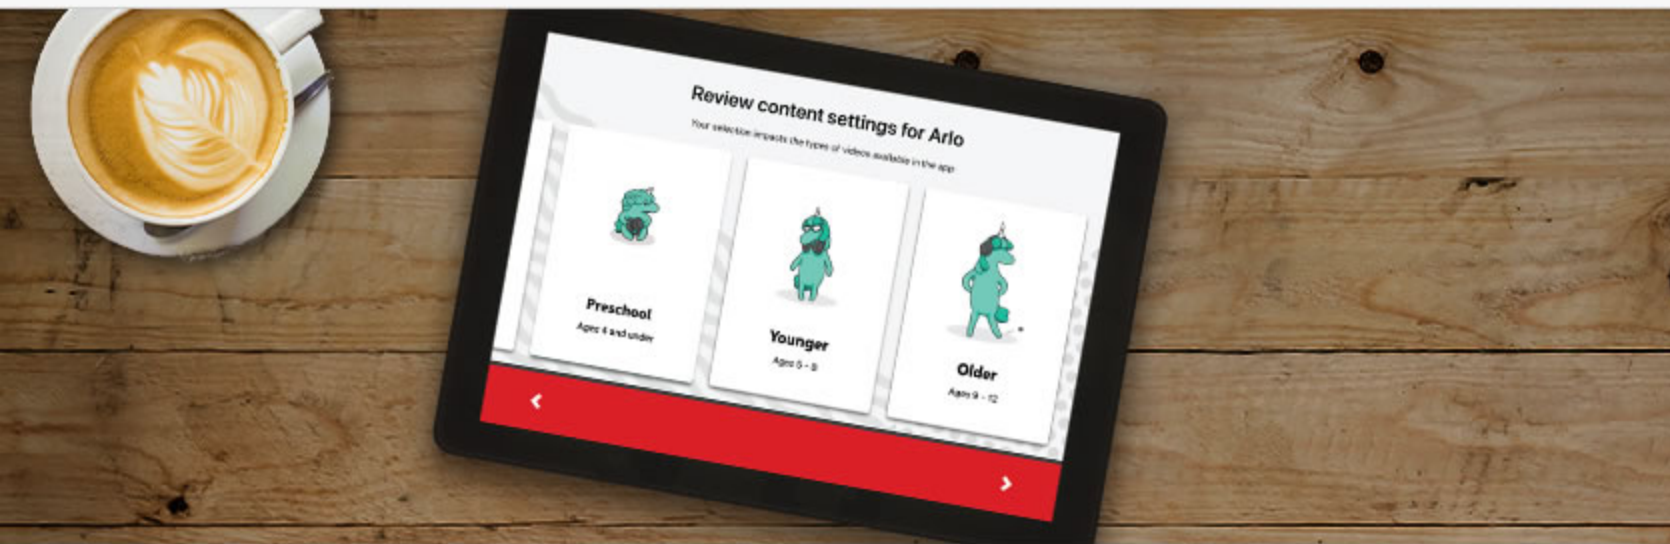 Review content settings for Arlo
Your selection impacts the types of videos available in the app
Preschool
Ages 4 and under
Younger
Ages 5 - 8
Older
Ages 9 - 12